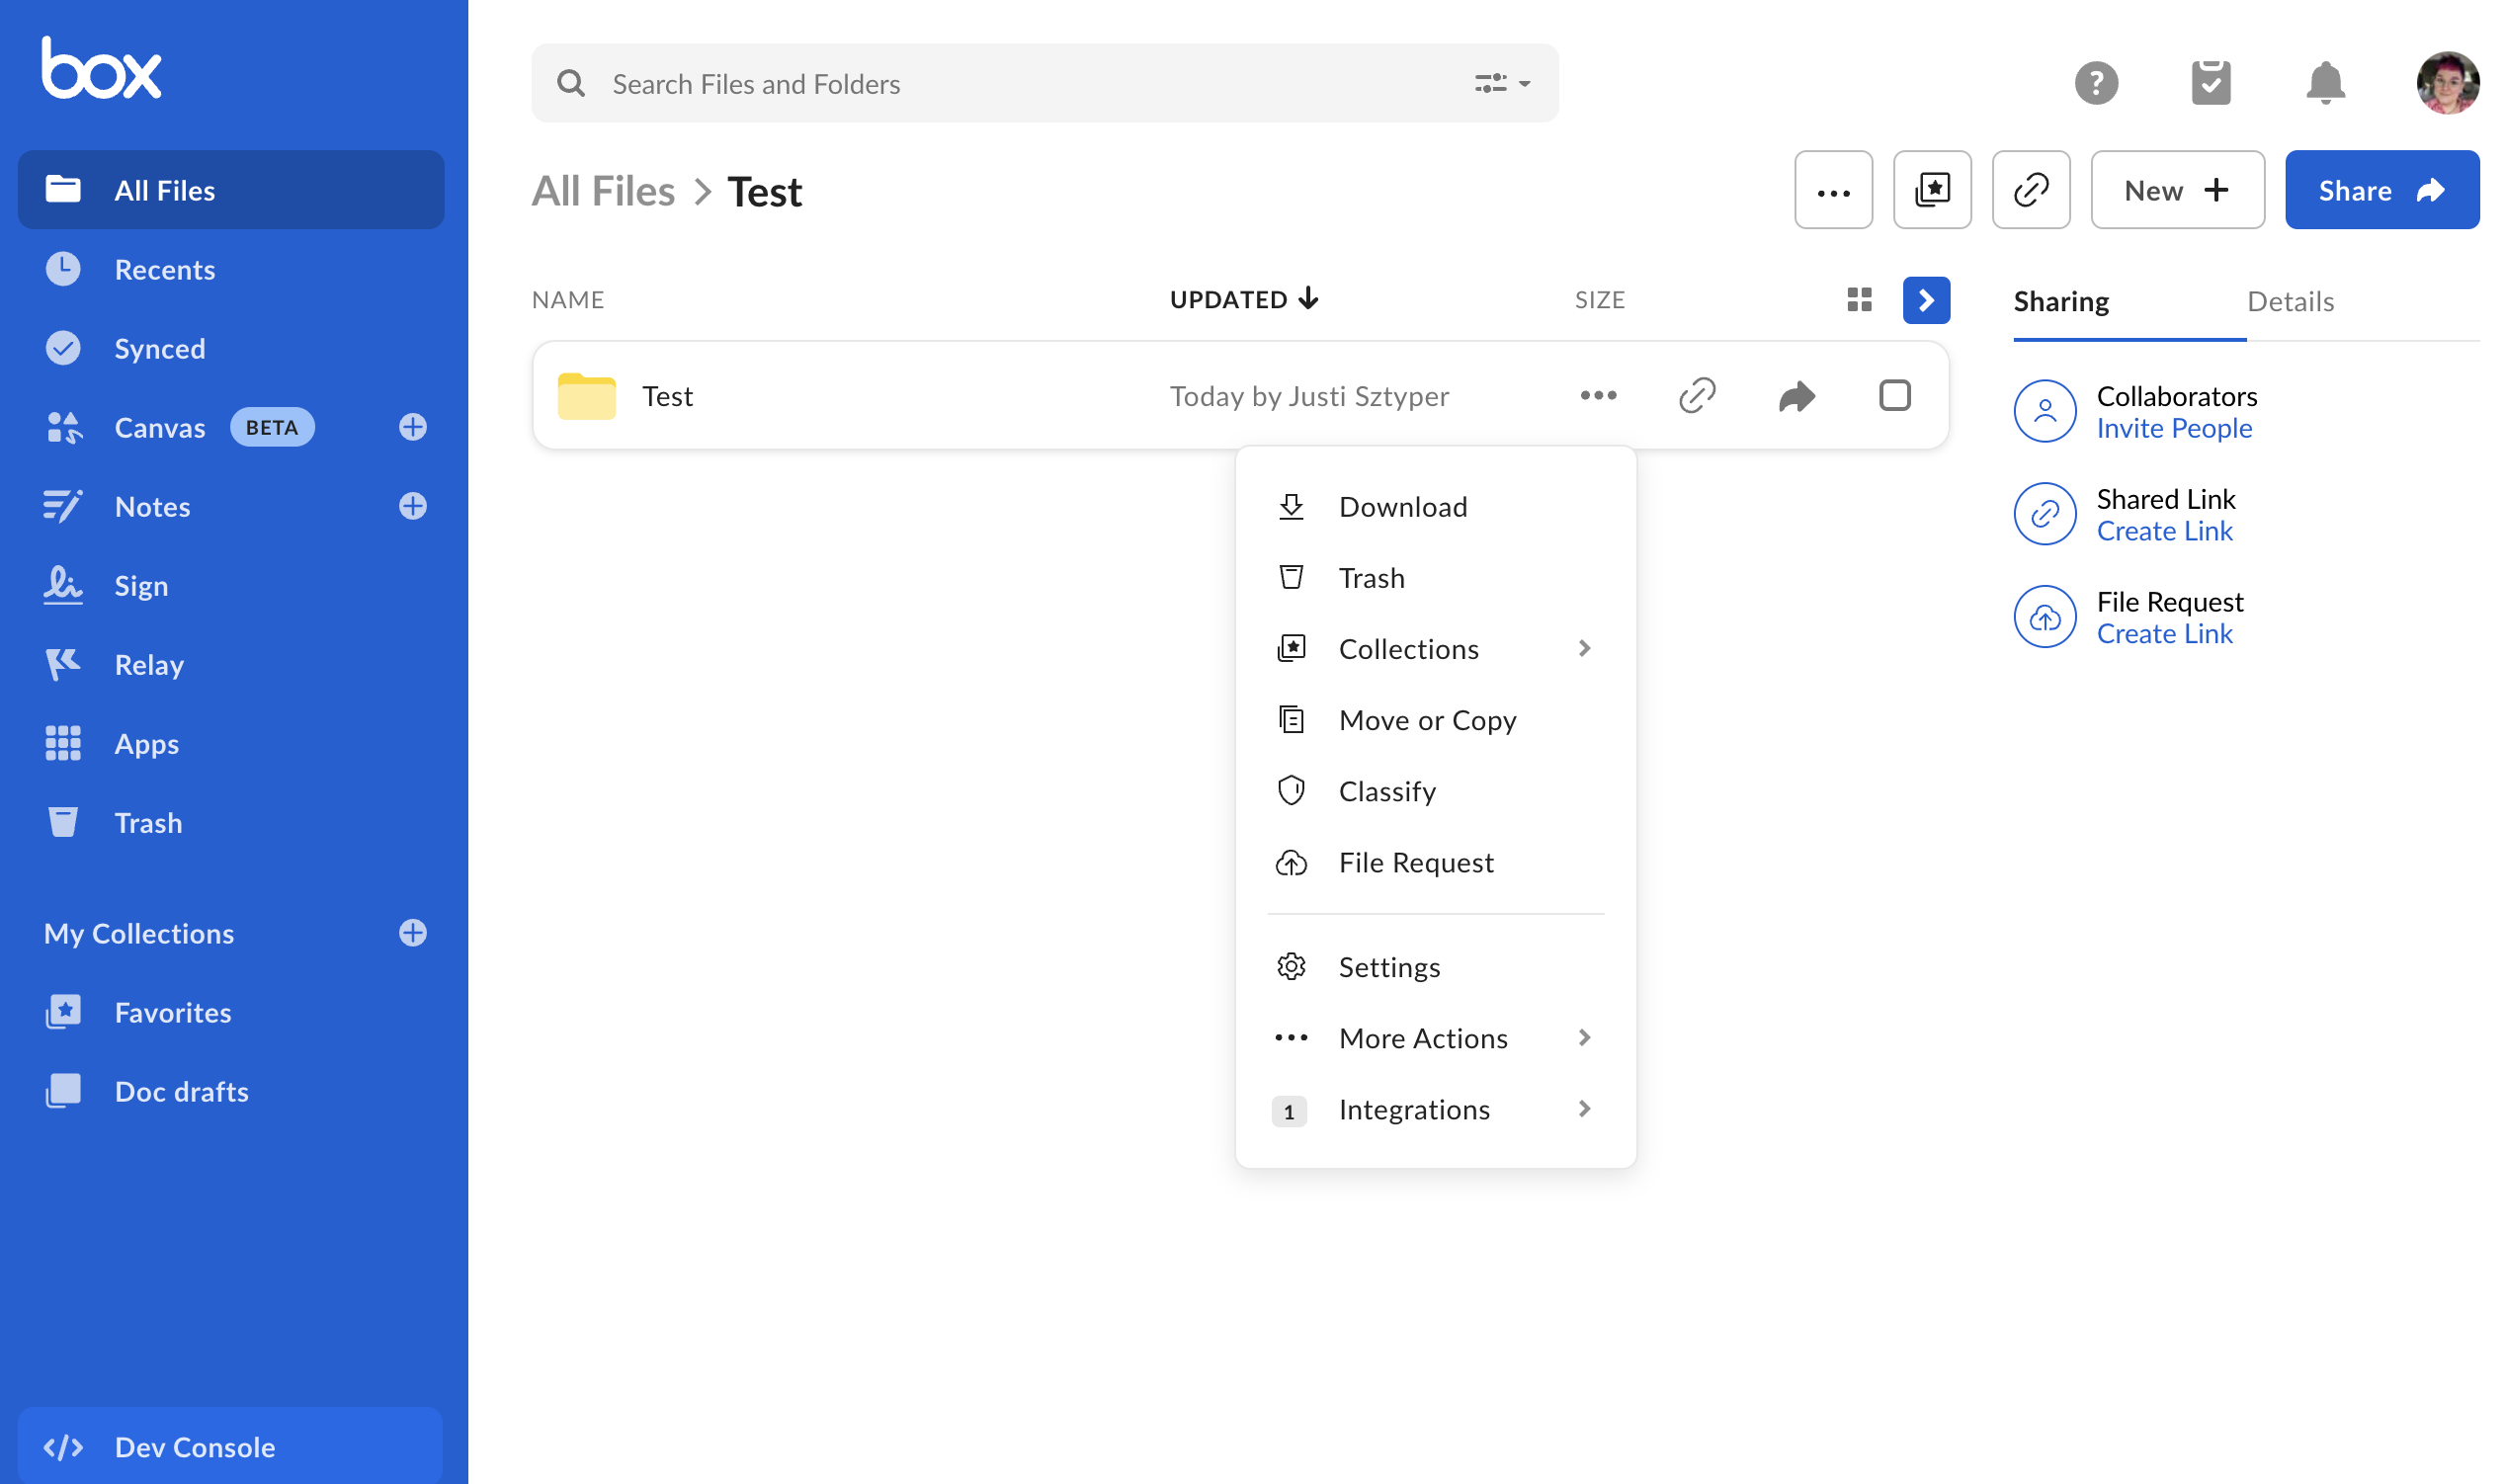 box
All Files
Recents
Synced
Canvas BETA
Notes
Sign
Relay
Apps
Trash
My Collections
Favorites
Doc drafts
Dev Console
Search Files and Folders
?
All Files > Test
New +
Share
NAME UPDATED SIZE
Test Today by Justi Sztyper
Download
Trash
Collections
Move or Copy
Classify
File Request
Settings
More Actions
1 Integrations
Sharing Details
Collaborators
Invite People
Shared Link
Create Link
File Request
Create Link